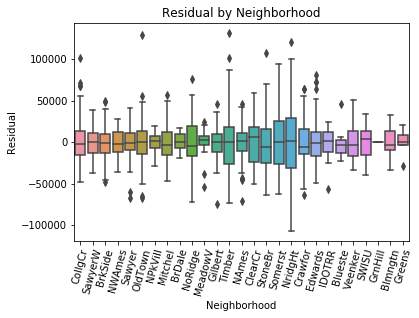 Residual by Neighborhood
Residual
100000
50000
0
−50000
−100000
CollgCr
SawyerW
BrkSide
NWAmes
Sawyer
OldTown
NPkVill
Mitchel
BrDale
NoRidge
MeadowV
Gilbert
Timber
NAmes
ClearCr
StoneBr
Somerst
NridgHt
Crawfor
Edwards
IDOTRR
Blueste
Veenker
SWISU
GrnHill
Blmngtn
Greens
Neighborhood